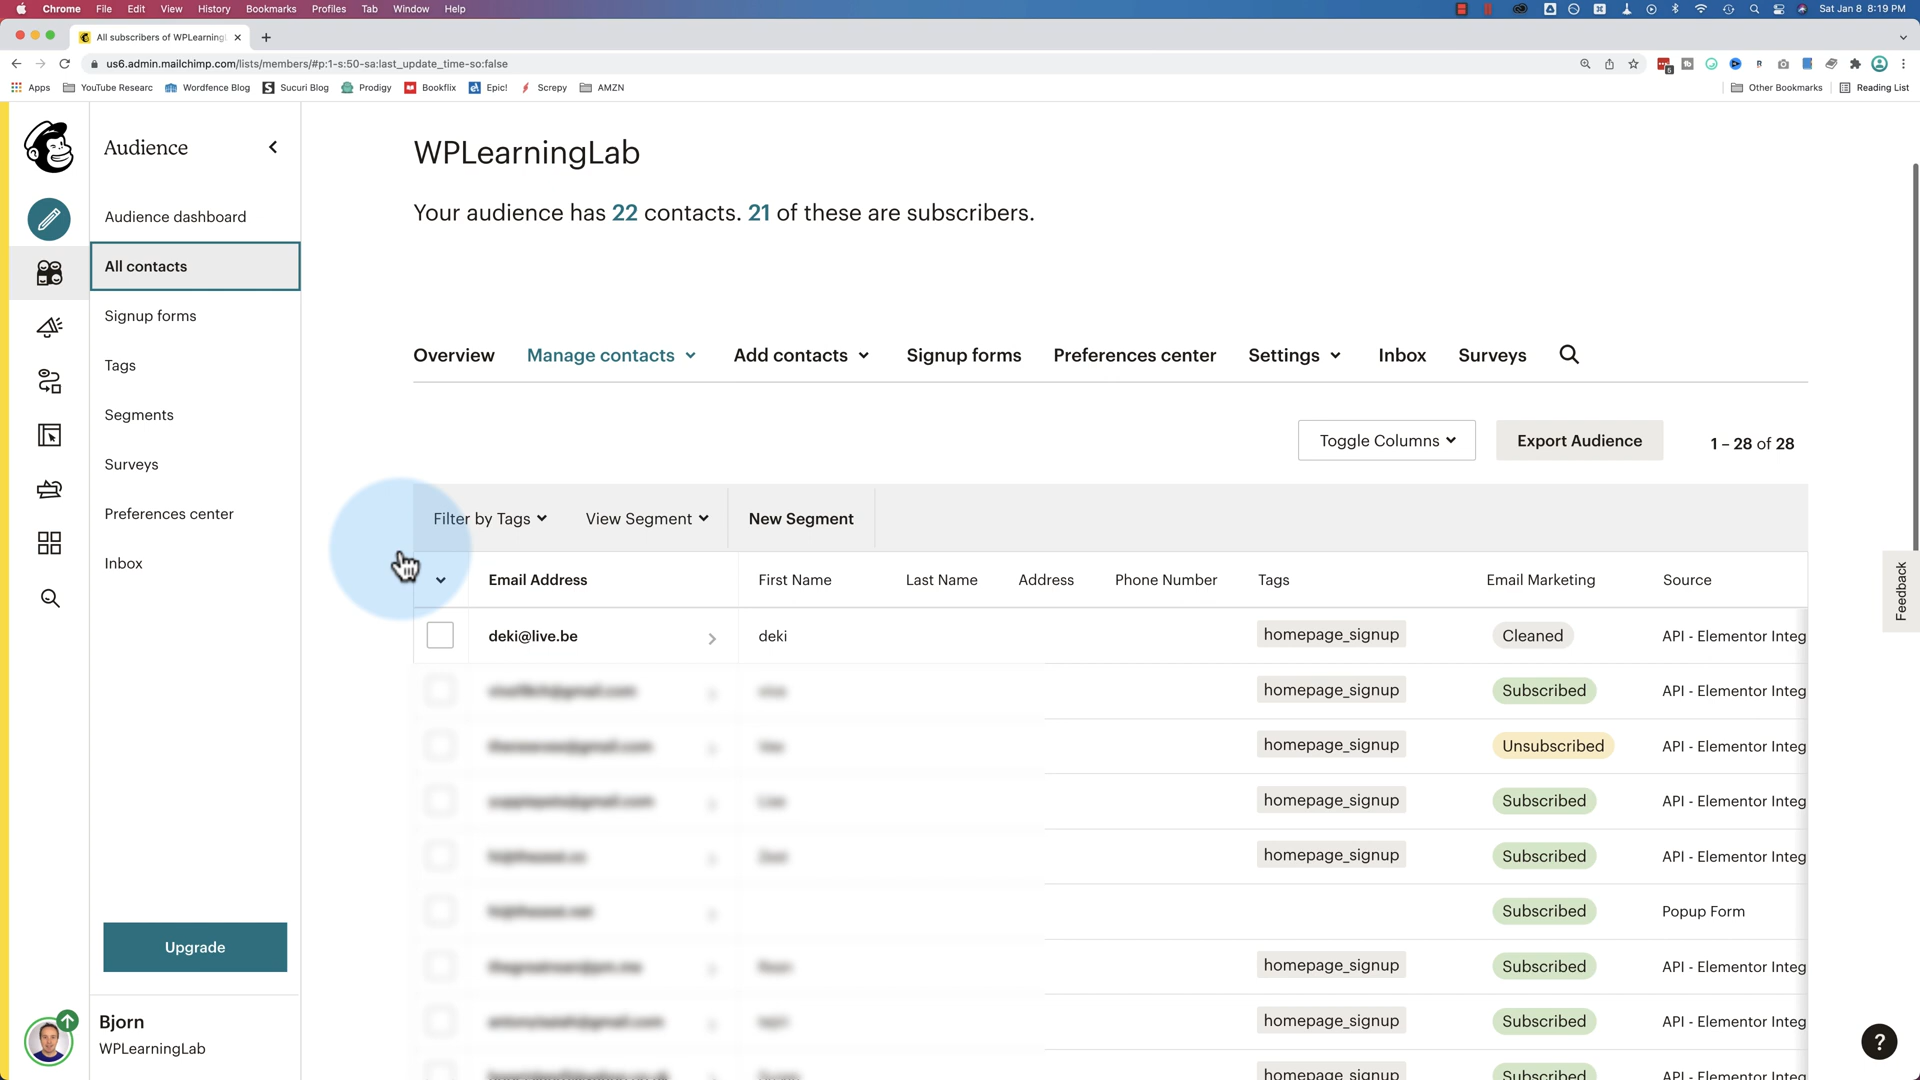 Chrome File Edit View History Bookmarks Profiles Tab Window Help Sat Jan 8 8:19 PM
All subscribers of WPLearning
us6.admin.mailchimp.com/lists/members/#p:1-s:50-sa:last_update_time-so:false
Apps YouTube Researc Wordfence Blog Sucuri Blog Prodigy Bookflix Epic! Screpy AMZN Other Bookmarks Reading List
Audience
Audience dashboard
All contacts
Signup forms
Tags
Segments
Surveys
Preferences center
Inbox
Upgrade
Bjorn
WPLearningLab
WPLearningLab
Your audience has 22 contacts. 21 of these are subscribers.
Overview Manage contacts Add contacts Signup forms Preferences center Settings Inbox Surveys
Toggle Columns Export Audience 1 – 28 of 28
Filter by Tags View Segment New Segment
Email Address First Name Last Name Address Phone Number Tags Email Marketing Source
deki@live.be deki homepage_signup Cleaned API - Elementor Integ
homepage_signup Subscribed API - Elementor Integ
homepage_signup Unsubscribed API - Elementor Integ
homepage_signup Subscribed API - Elementor Integ
homepage_signup Subscribed API - Elementor Integ
Subscribed Popup Form
homepage_signup Subscribed API - Elementor Integ
homepage_signup Subscribed API - Elementor Integ
homepage_signup Subscribed API - Elementor Integ
Feedback
?